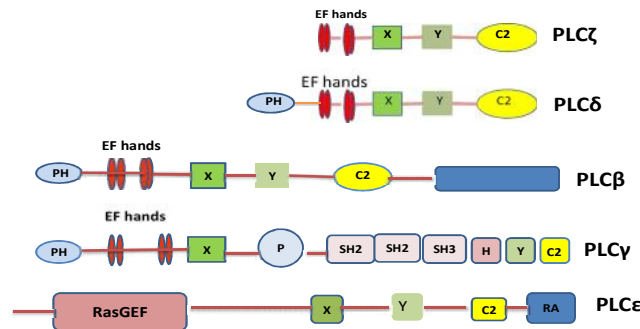 EF hands
X Y C2 PLCζ
EF hands
PH X Y C2 PLCδ
EF hands
PH X Y C2 PLCβ
EF hands
PH X P SH2 SH2 SH3 H Y C2 PLCγ
RasGEF X Y C2 RA PLCε